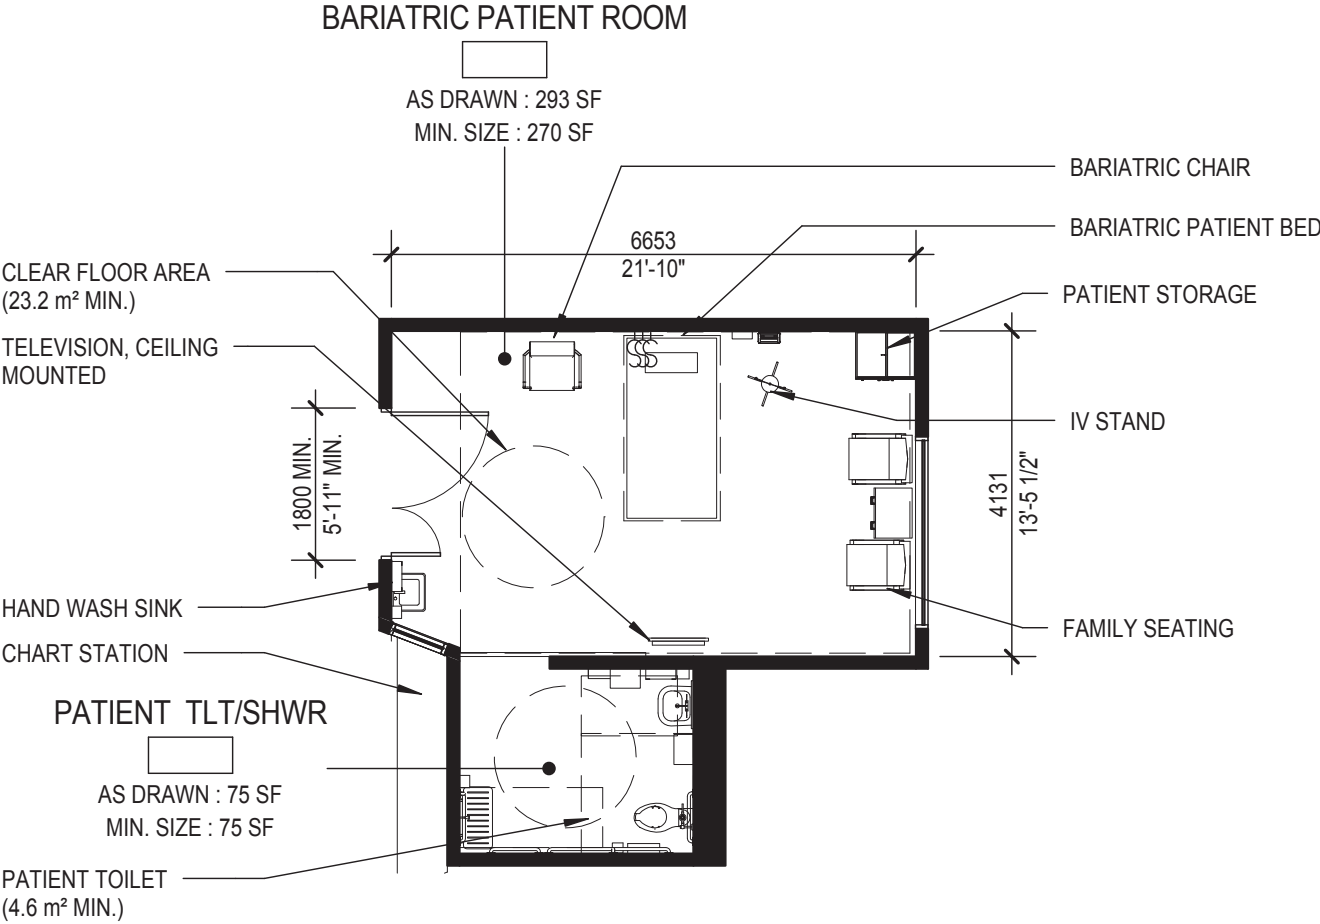 BARIATRIC PATIENT ROOM
AS DRAWN : 293 SF
MIN. SIZE : 270 SF
BARIATRIC CHAIR
BARIATRIC PATIENT BED
6653
21'-10"
CLEAR FLOOR AREA
(23.2 m² MIN.)
PATIENT STORAGE
TELEVISION, CEILING
MOUNTED
IV STAND
1800 MIN.
5'-11" MIN.
4131
13'-5 1/2"
HAND WASH SINK
FAMILY SEATING
CHART STATION
PATIENT TLT/SHWR
AS DRAWN : 75 SF
MIN. SIZE : 75 SF
PATIENT TOILET
(4.6 m² MIN.)